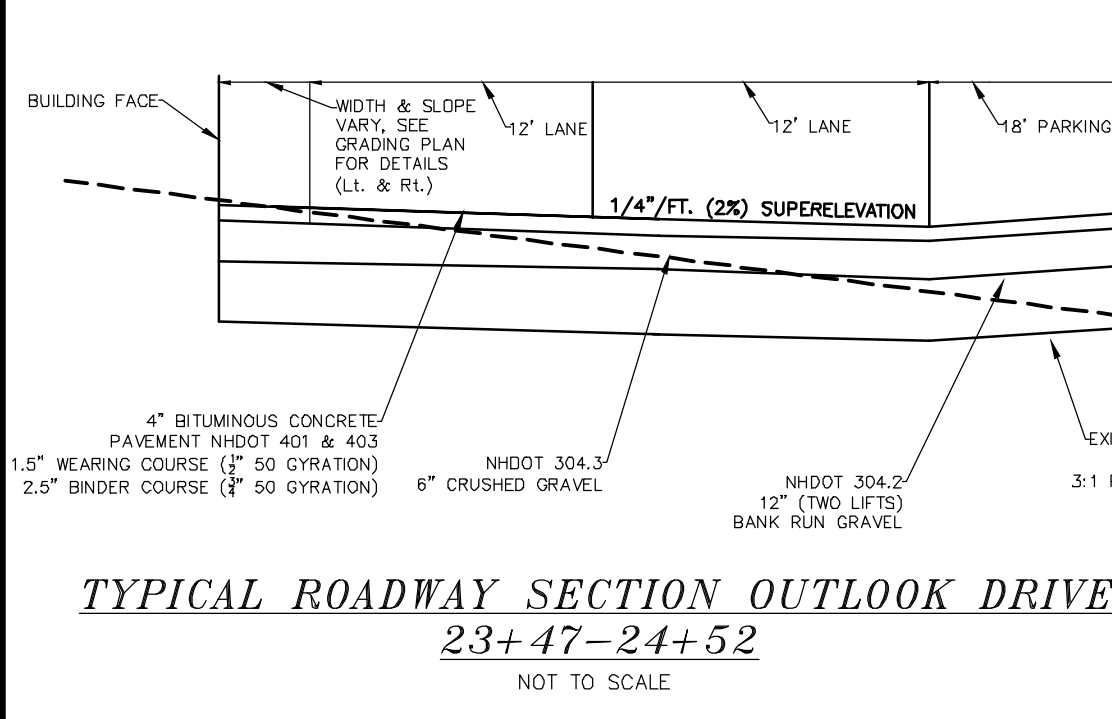 BUILDING FACE
WIDTH & SLOPE
VARY, SEE
GRADING PLAN
FOR DETAILS
(Lt. & Rt.)
12' LANE
12' LANE
18' PARKING
1/4"/FT. (2%) SUPERELEVATION
4" BITUMINOUS CONCRETE
PAVEMENT NHDOT 401 & 403
1.5" WEARING COURSE (½" 50 GYRATION)
2.5" BINDER COURSE (¾" 50 GYRATION)
NHDOT 304.3
6" CRUSHED GRAVEL
NHDOT 304.2
12" (TWO LIFTS)
BANK RUN GRAVEL
3:1
TYPICAL ROADWAY SECTION OUTLOOK DRIVE
23+47-24+52
NOT TO SCALE